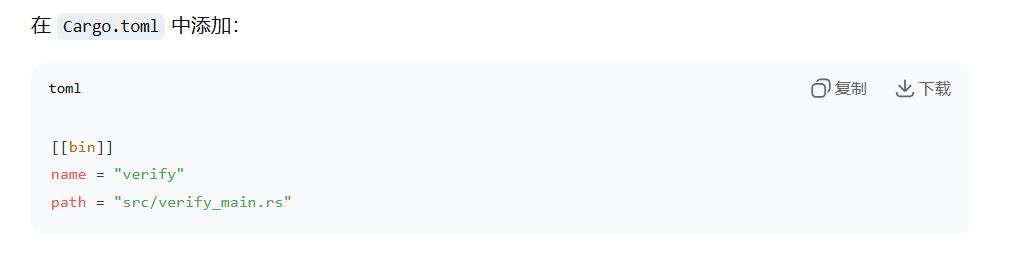 在 Cargo.toml 中添加：
toml 复制 下载
[[bin]]
name = "verify"
path = "src/verify_main.rs"